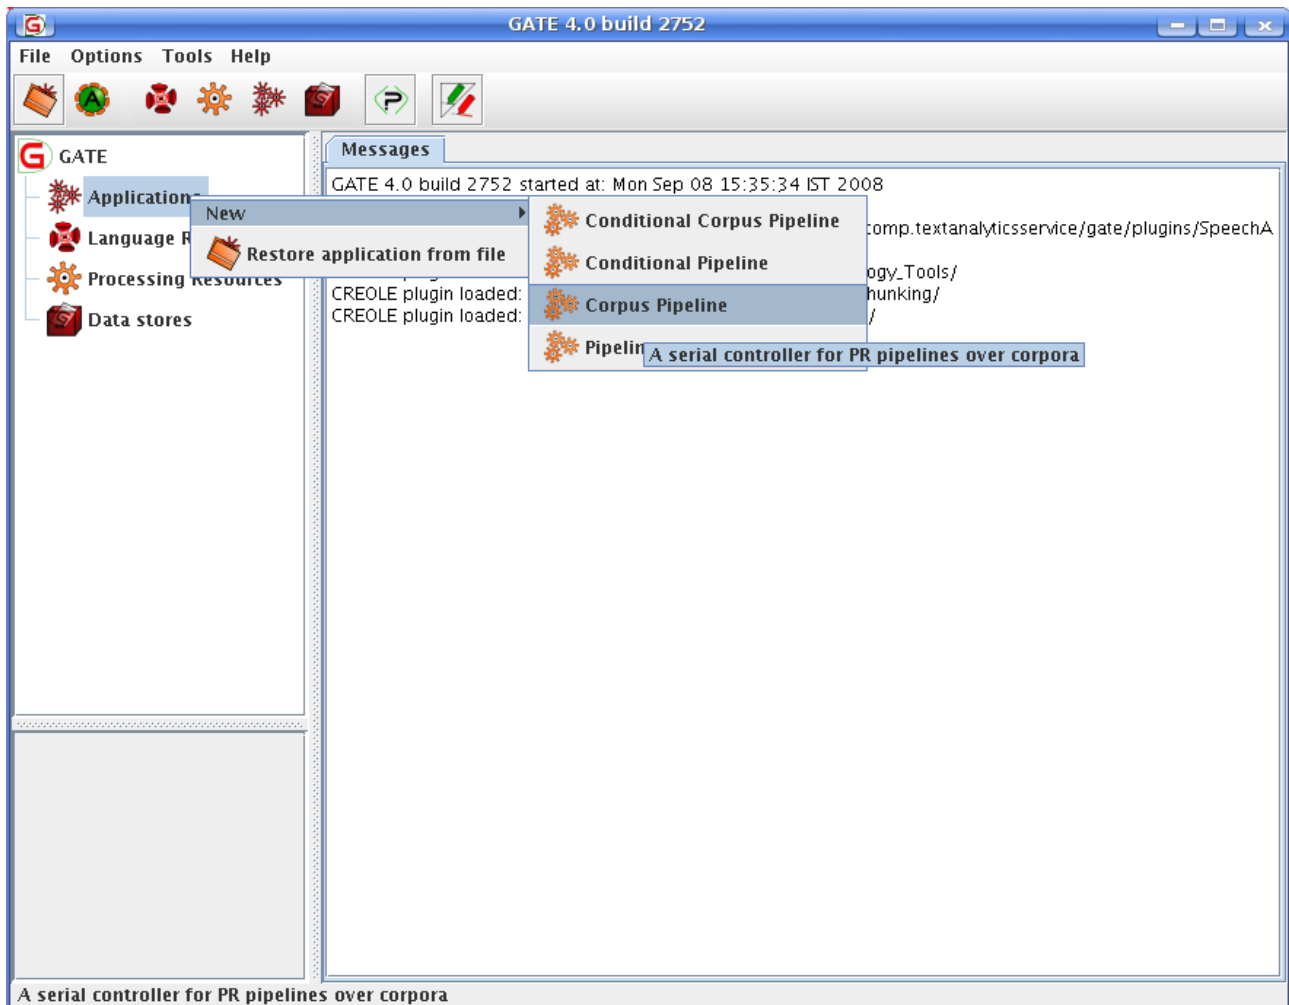 GATE 4.0 build 2752
File Options Tools Help
GATE
Applications
Language R
Processing Resources
Data stores
New
Restore application from file
Conditional Corpus Pipeline
Conditional Pipeline
Corpus Pipeline
Pipelin
A serial controller for PR pipelines over corpora
Messages
GATE 4.0 build 2752 started at: Mon Sep 08 15:35:34 IST 2008
comp.textanalyticsservice/gate/plugins/SpeechA
ogy_Tools/
CREOLE plugin loaded: hunking/
CREOLE plugin loaded: /
A serial controller for PR pipelines over corpora